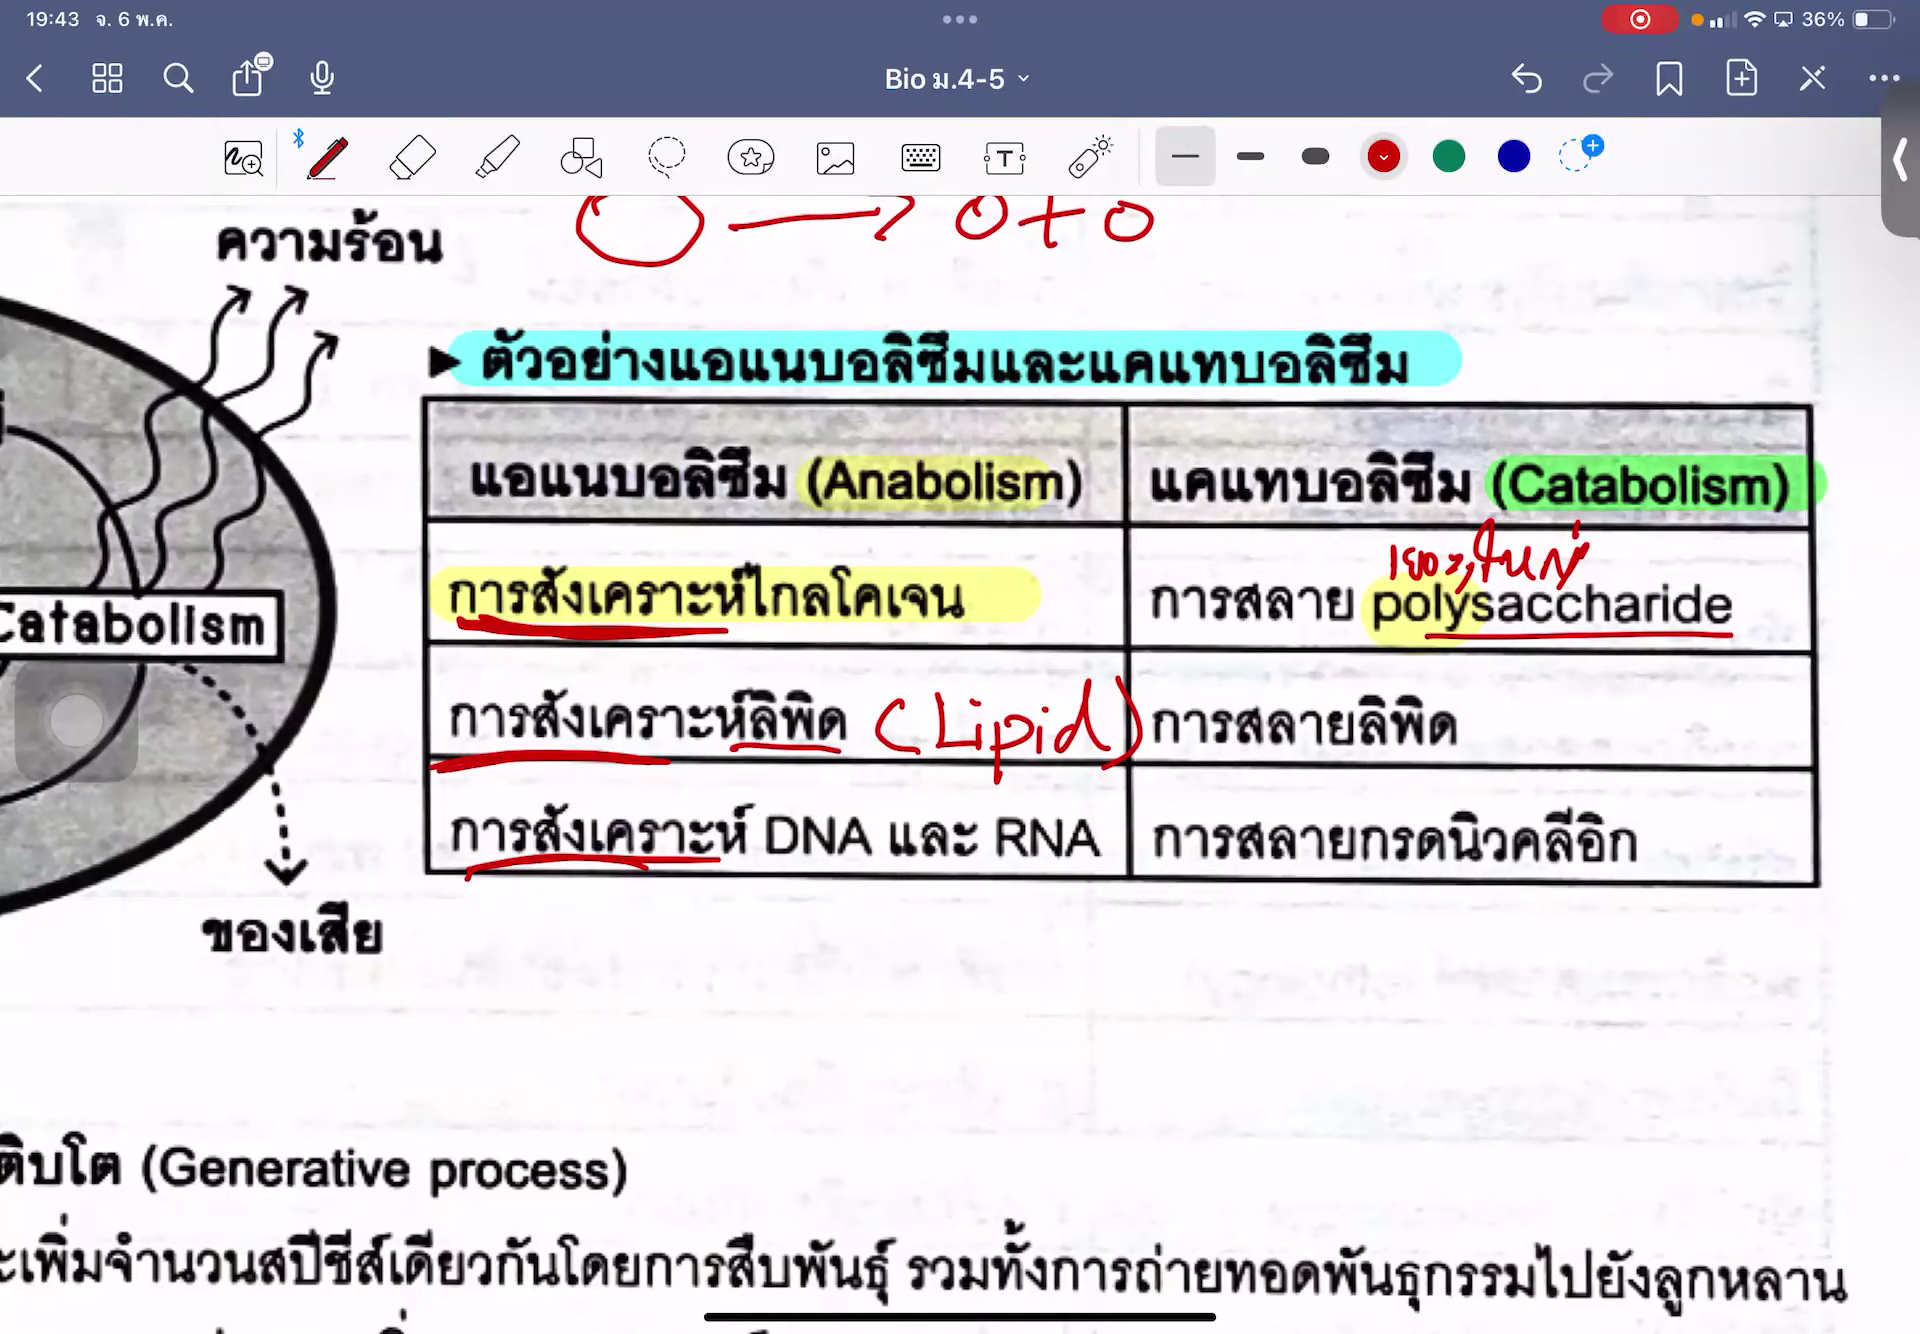 19:43 จ. 6 พ.ค.
36%
Bio ม.4-5
O → O + O
ความร้อน
▶ ตัวอย่างแอแนบอลิซึมและแคแทบอลิซึม
แอแนบอลิซึม (Anabolism) แคแทบอลิซึม (Catabolism)
เยอะ, ใหญ่
การสังเคราะห์ไกลโคเจน การสลาย polysaccharide
Catabolism
การสังเคราะห์ลิพิด (Lipid) การสลายลิพิด
การสังเคราะห์ DNA และ RNA การสลายกรดนิวคลีอิก
ของเสีย
ติบโต (Generative process)
ะเพิ่มจำนวนสปีชีส์เดียวกันโดยการสืบพันธุ์ รวมทั้งการถ่ายทอดพันธุกรรมไปยังลูกหลาน